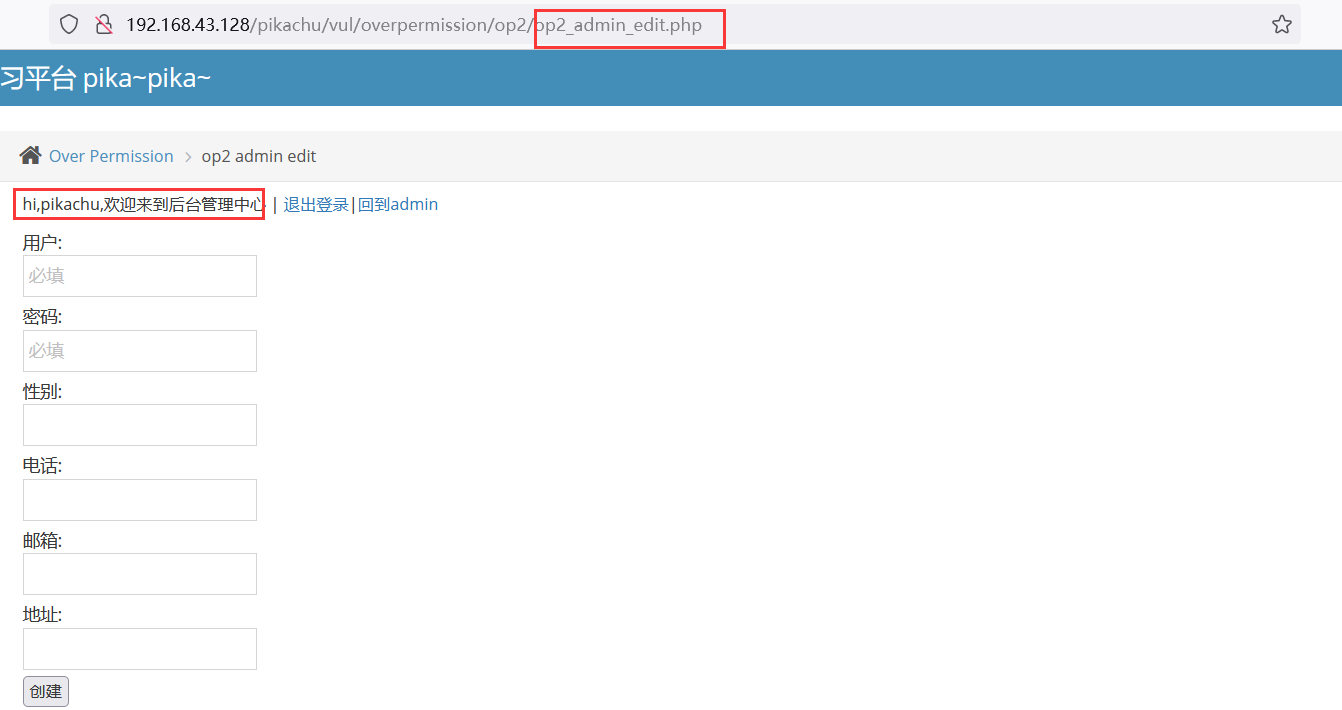 192.168.43.128/pikachu/vul/overpermission/op2/op2_admin_edit.php
习平台 pika~pika~
Over Permission > op2 admin edit
hi,pikachu,欢迎来到后台管理中心 | 退出登录|回到admin
用户:
必填
密码:
必填
性别:
电话:
邮箱:
地址:
创建